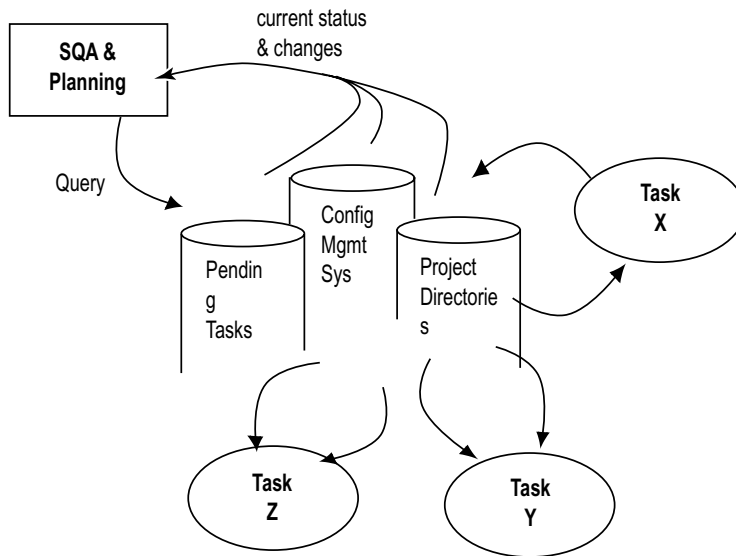 current status
& changes
SQA &
Planning
Query
Config
Mgmt
Sys
Pendin
g
Tasks
Project
Directorie
s
Task
X
Task
Z
Task
Y